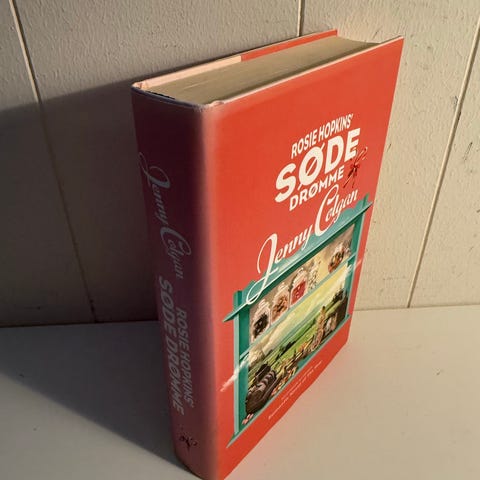 ROSIE HOPKINS'
SØDE
DRØMME
Jenny Colgan
Jenny Colgan
ROSIE HOPKINS'
SØDE DRØMME